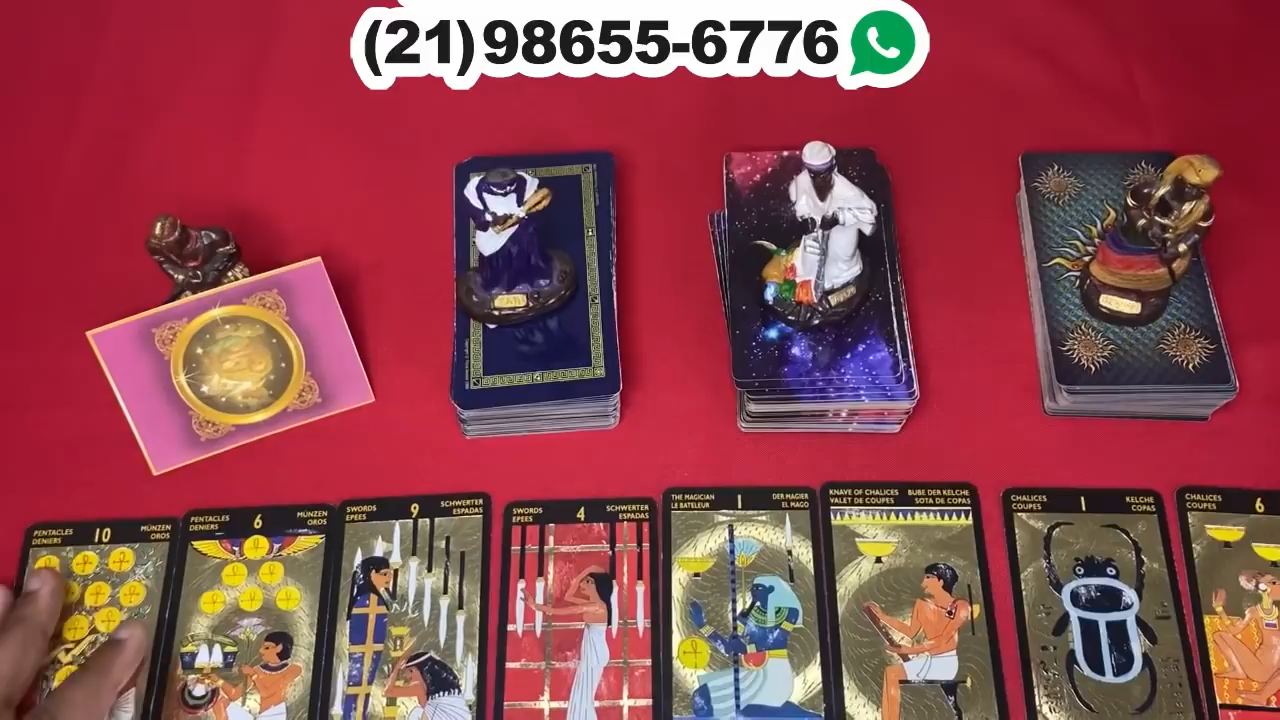 (21)98655-6776
PENTACLES
DENIERS
10
MÜNZEN
OROS
PENTACLES
DENIERS
6
MÜNZEN
OROS
SWORDS
EPEES
9
SCHWERTER
ESPADAS
SWORDS
EPEES
4
SCHWERTER
ESPADAS
THE MAGICIAN
LE BATELEUR
1
DER MAGIER
EL MAGO
KNAVE OF CHALICES
VALET DE COUPES
BUBE DER KELCHE
SOTA DE COPAS
CHALICES
COUPES
1
KELCHE
COPAS
CHALICES
COUPES
6